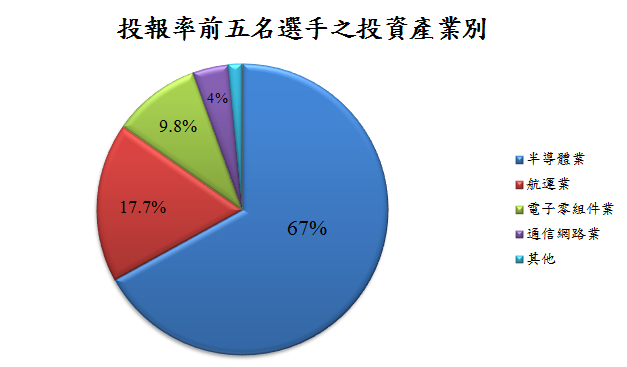 投報率前五名選手之投資產業別
4%
9.8%
17.7%
67%
半導體業
航運業
電子零組件業
通信網路業
其他